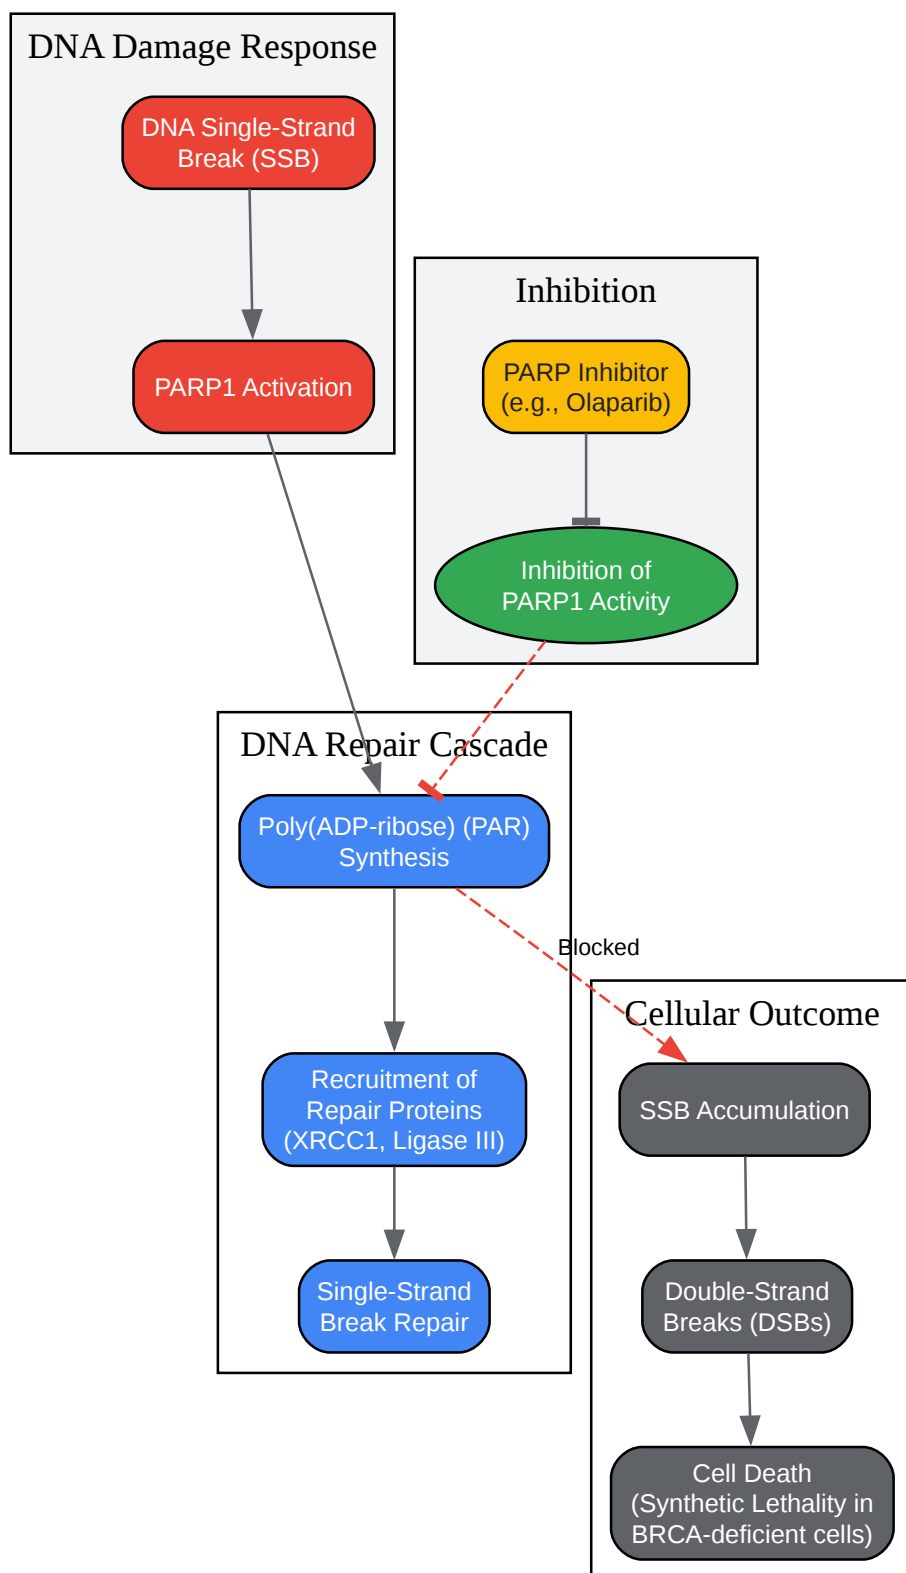 DNA Damage Response
DNA Single-Strand
Break (SSB)
PARP1 Activation
Inhibition
PARP Inhibitor
(e.g., Olaparib)
Inhibition of
PARP1 Activity
DNA Repair Cascade
Poly(ADP-ribose) (PAR)
Synthesis
Blocked
Recruitment of
Repair Proteins
(XRCC1, Ligase III)
Single-Strand
Break Repair
Cellular Outcome
SSB Accumulation
Double-Strand
Breaks (DSBs)
Cell Death
(Synthetic Lethality in
BRCA-deficient cells)